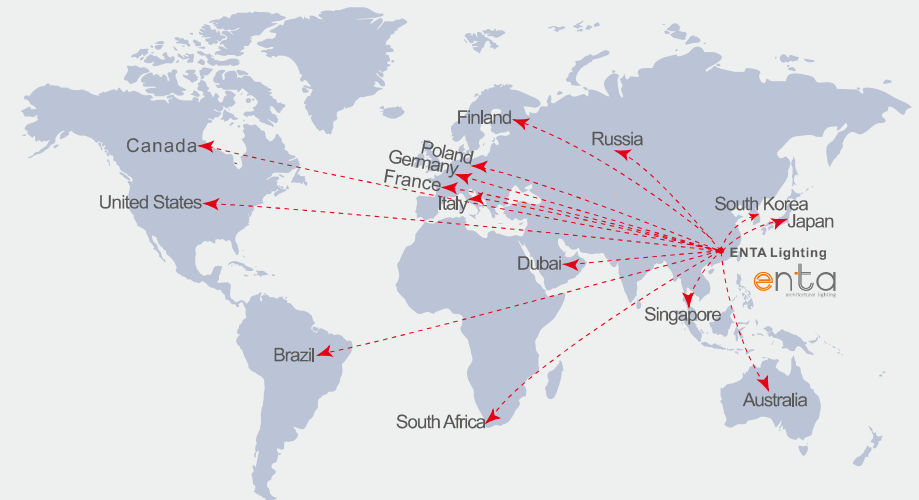 Finland
Russia
Canada
Poland
Germany
France
United States
Italy
South Korea
Japan
ENTA Lighting
Dubai
enta
architectural lighting
Singapore
Brazil
Australia
South Africa